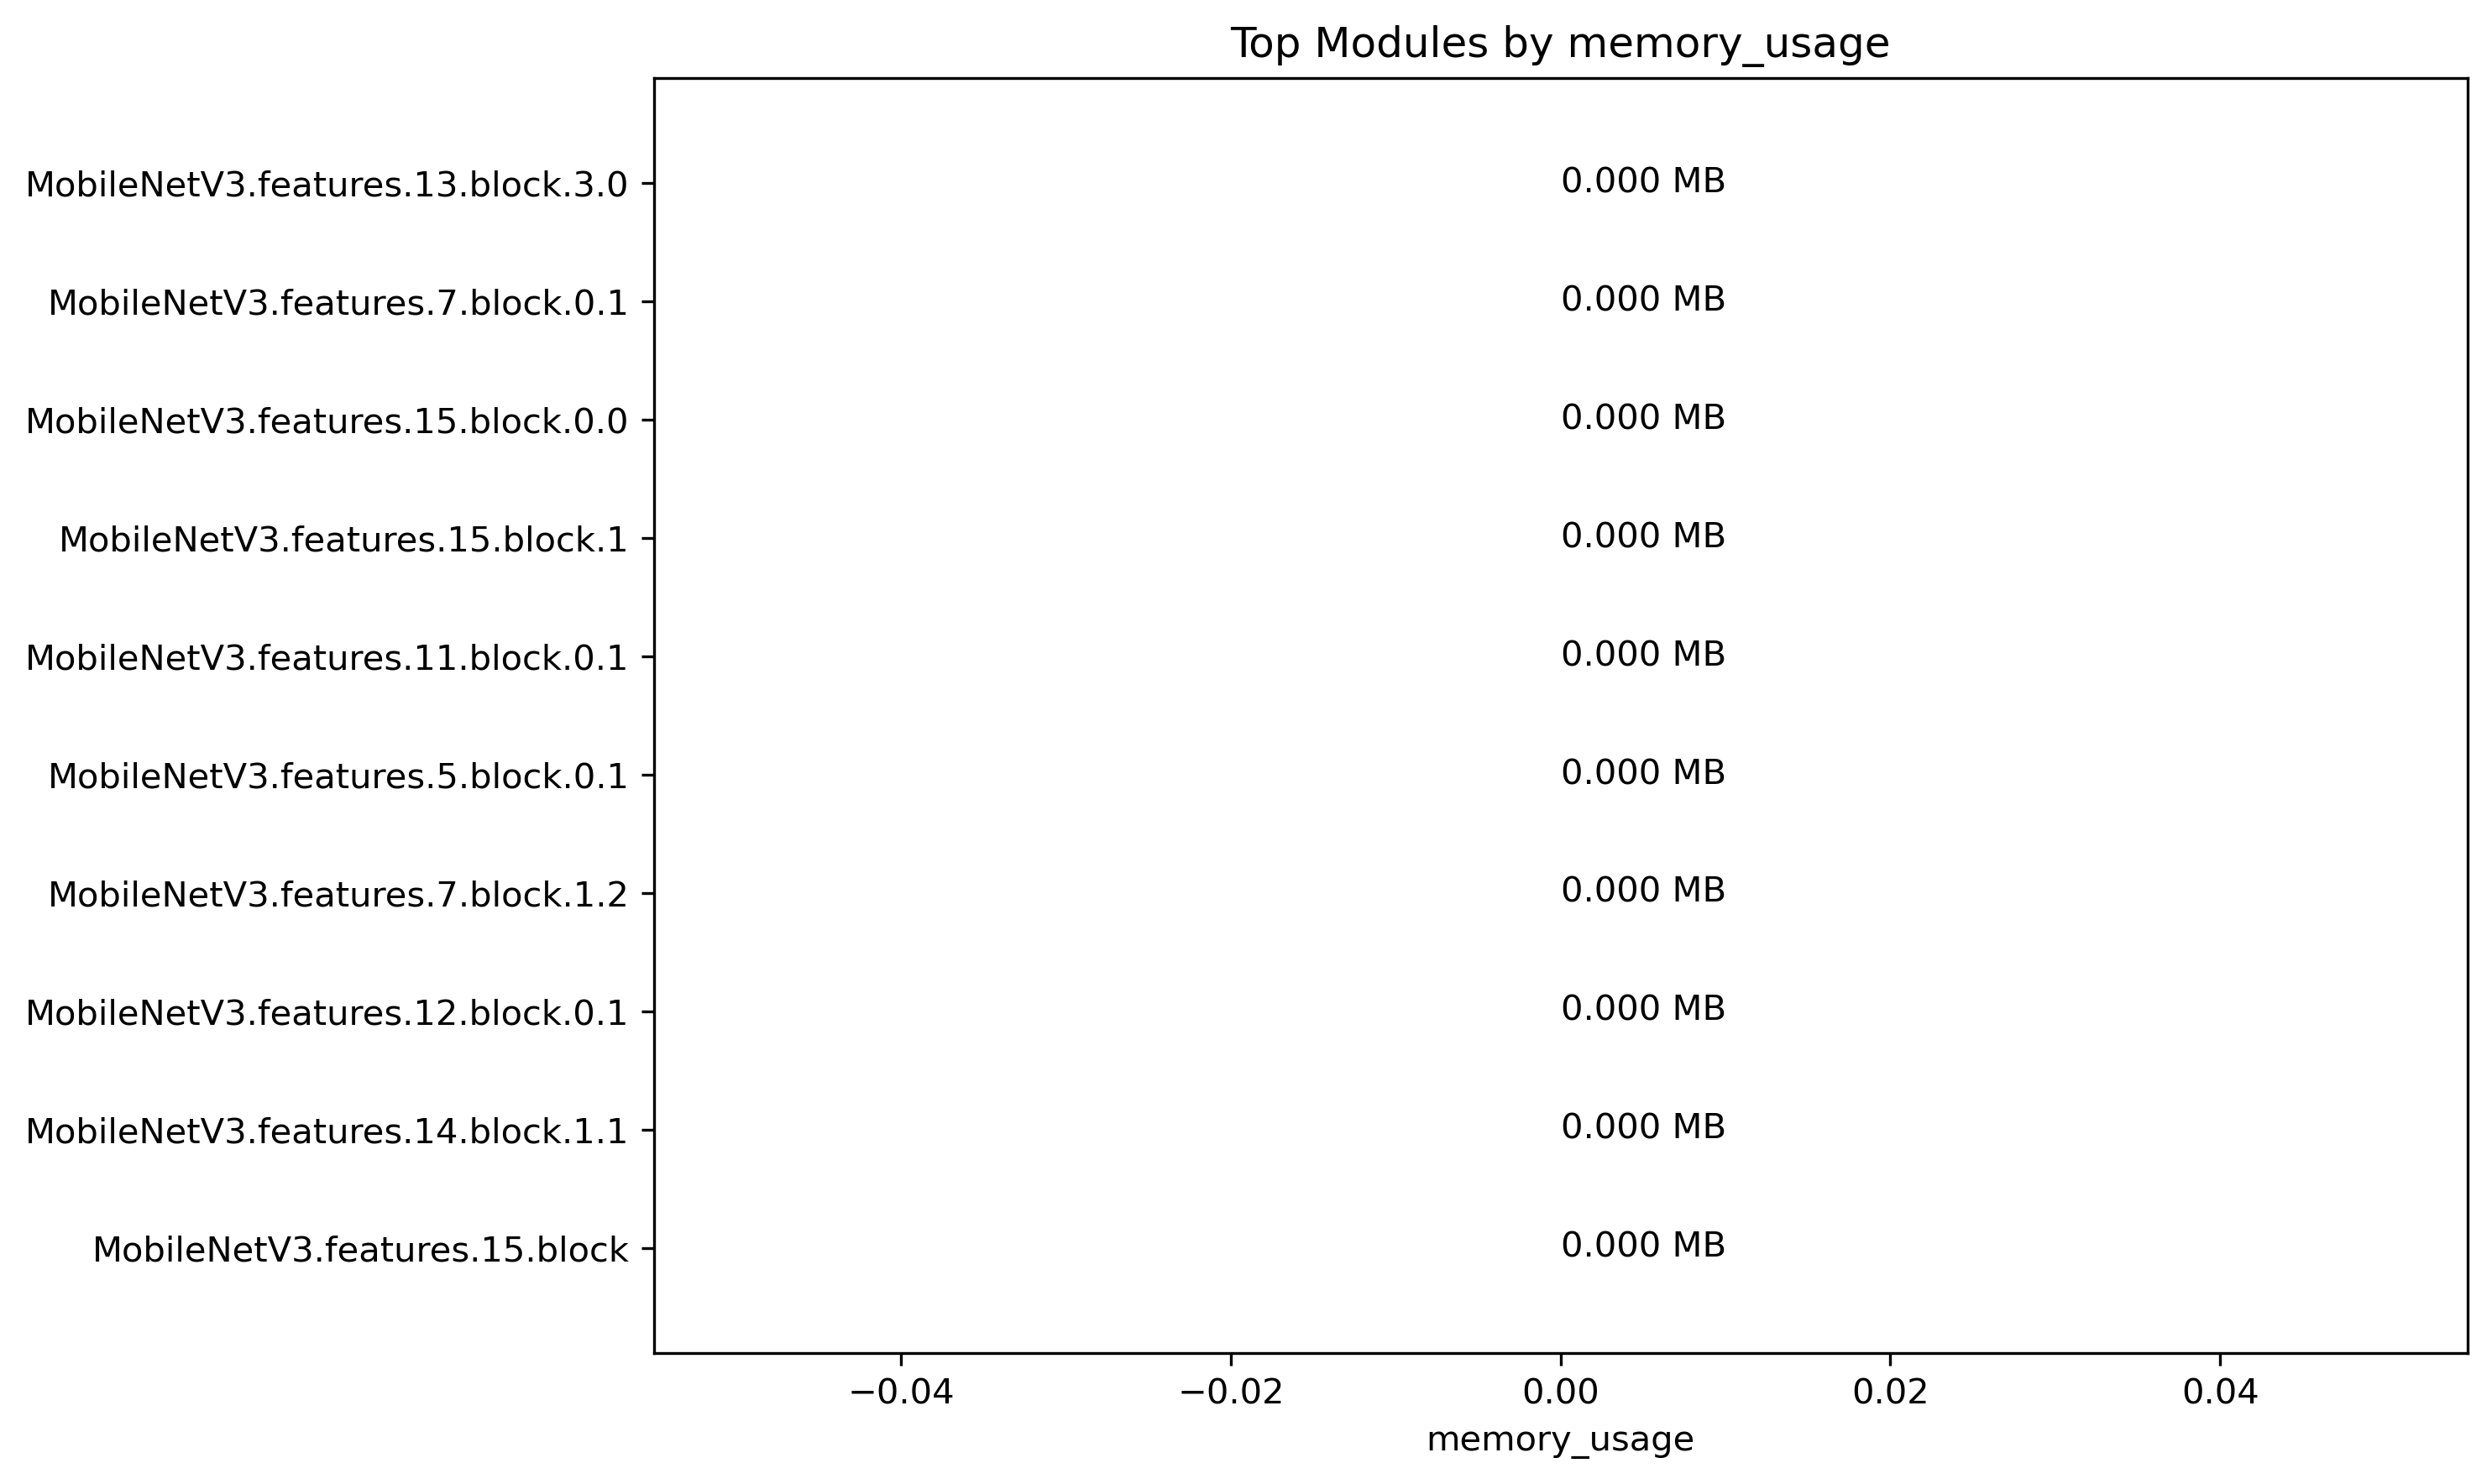 Top Modules by memory_usage
MobileNetV3.features.13.block.3.0 0.000 MB
MobileNetV3.features.7.block.0.1 0.000 MB
MobileNetV3.features.15.block.0.0 0.000 MB
MobileNetV3.features.15.block.1 0.000 MB
MobileNetV3.features.11.block.0.1 0.000 MB
MobileNetV3.features.5.block.0.1 0.000 MB
MobileNetV3.features.7.block.1.2 0.000 MB
MobileNetV3.features.12.block.0.1 0.000 MB
MobileNetV3.features.14.block.1.1 0.000 MB
MobileNetV3.features.15.block 0.000 MB
−0.04 −0.02 0.00 0.02 0.04
memory_usage